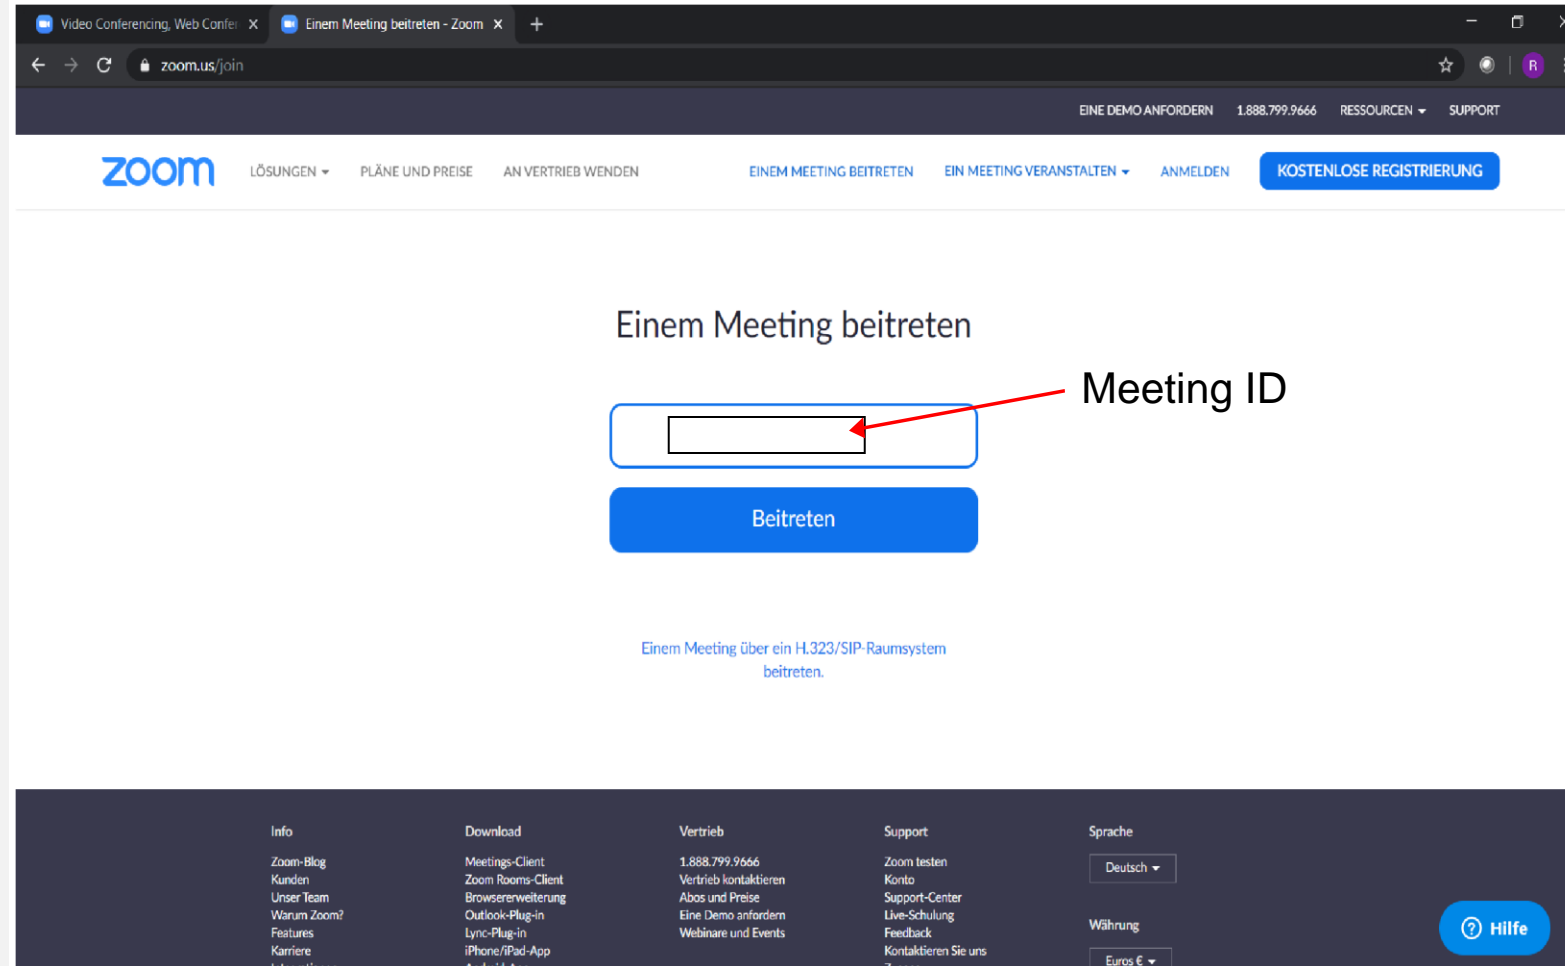 Video Conferencing, Web Confer
Einem Meeting beitreten - Zoom
zoom.us/join
R
EINE DEMO ANFORDERN 1.888.799.9666 RESSOURCEN SUPPORT
zoom LÖSUNGEN PLÄNE UND PREISE AN VERTRIEB WENDEN EINEM MEETING BEITRETEN EIN MEETING VERANSTALTEN ANMELDEN KOSTENLOSE REGISTRIERUNG
Einem Meeting beitreten
Meeting ID
Beitreten
Einem Meeting über ein H.323/SIP-Raumsystem
beitreten.
Info
Zoom-Blog
Kunden
Unser Team
Warum Zoom?
Features
Karriere
Download
Meetings-Client
Zoom Rooms-Client
Browsererweiterung
Outlook-Plug-in
Lync-Plug-in
iPhone/iPad-App
Vertrieb
1.888.799.9666
Vertrieb kontaktieren
Abos und Preise
Eine Demo anfordern
Webinare und Events
Support
Zoom testen
Konto
Support-Center
Live-Schulung
Feedback
Kontaktieren Sie uns
Sprache
Deutsch
Währung
Euros €
Hilfe